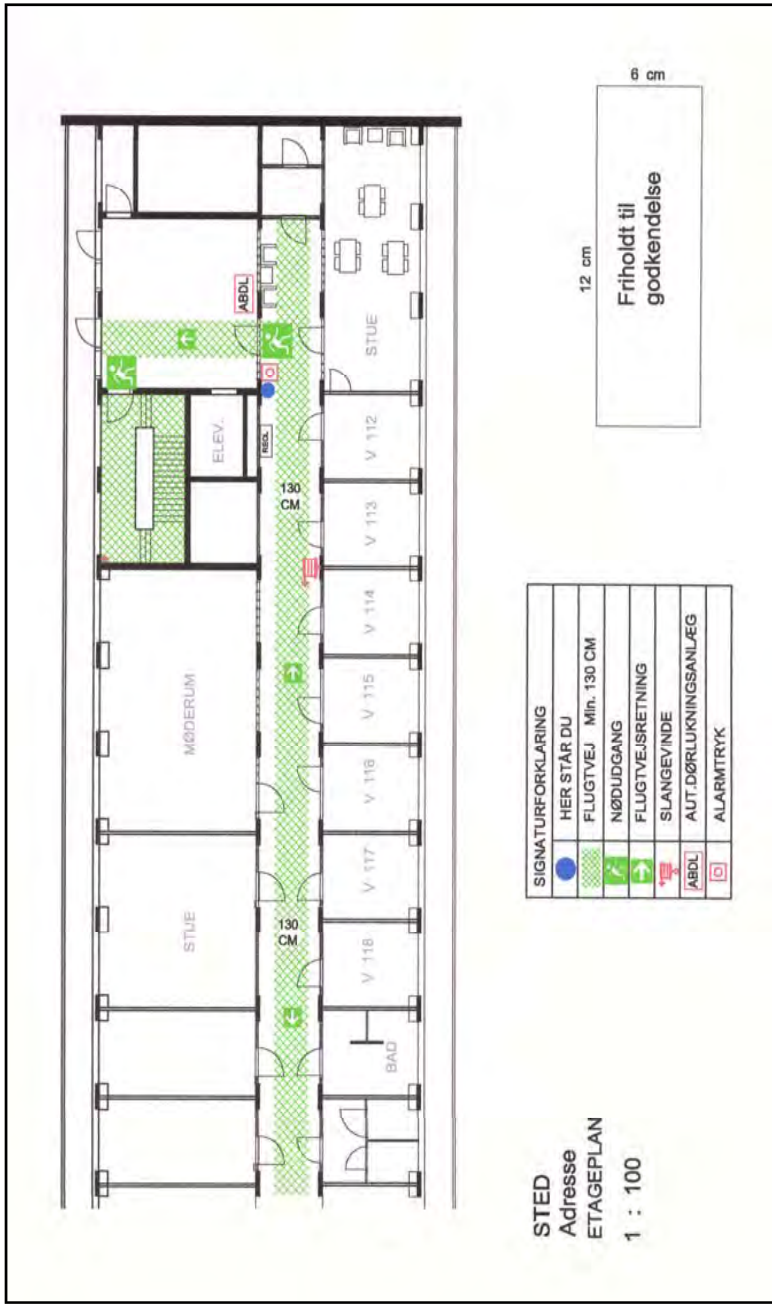 STUE
MØDERUM
ELEV.
REOL
ABDL
130
CM
130
CM
V 118
V 117
V 116
V 115
V 114
V 113
V 112
STUE
BAD
STED
Adresse
ETAGEPLAN
1 : 100
SIGNATURFORKLARING
HER STÅR DU
FLUGTVEJ Min. 130 CM
NØDUDGANG
FLUGTVEJSRETNING
SLANGEVINDE
ABDL AUT.DØRLUKNINGSANLÆG
ALARMTRYK
12 cm
6 cm
Friholdt til
godkendelse